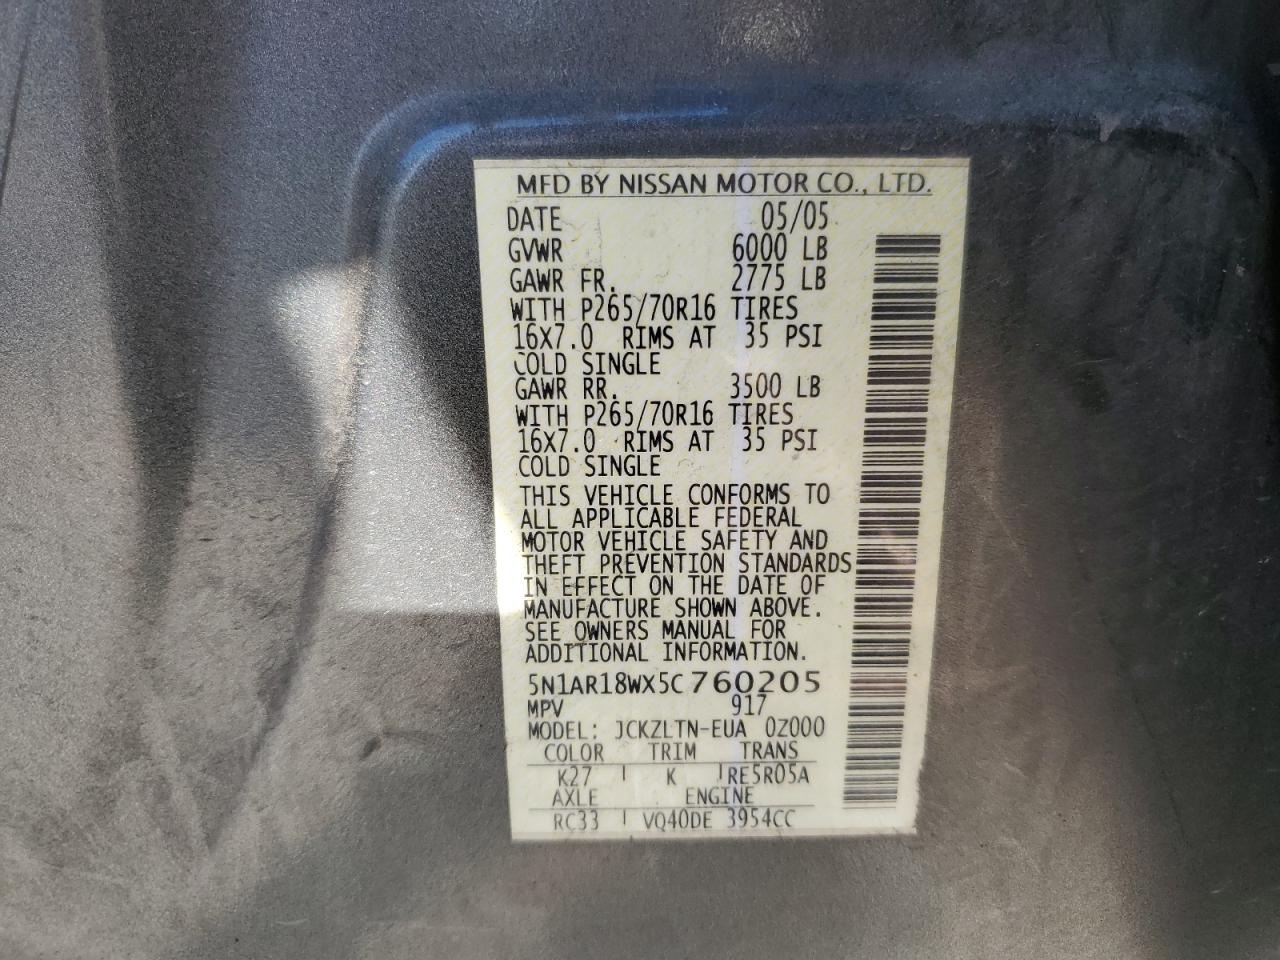 MFD BY NISSAN MOTOR CO., LTD.
DATE 05/05
GVWR 6000 LB
GAWR FR. 2775 LB
WITH P265/70R16 TIRES
16X7.0 RIMS AT 35 PSI
COLD SINGLE
GAWR RR. 3500 LB
WITH P265/70R16 TIRES
16X7.0 RIMS AT 35 PSI
COLD SINGLE
THIS VEHICLE CONFORMS TO
ALL APPLICABLE FEDERAL
MOTOR VEHICLE SAFETY AND
THEFT PREVENTION STANDARDS
IN EFFECT ON THE DATE OF
MANUFACTURE SHOWN ABOVE.
SEE OWNERS MANUAL FOR
ADDITIONAL INFORMATION.
5N1AR18WX5C760205
MPV 917
MODEL: JCKZLTN-EUA 0Z000
COLOR TRIM TRANS
K27 K RE5R05A
AXLE ENGINE
RC33 VQ40DE 3954CC